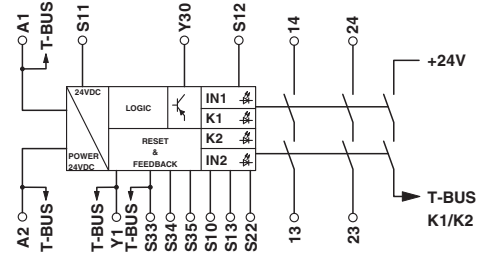 A1
T-BUS
S11
Y30
S12
14
24
+24V
24VDC
LOGIC
IN1
K1
K2
IN2
RESET
&
FEEDBACK
POWER
24VDC
T-BUS
K1/K2
A2
T-BUS
T-BUS
Y1
T-BUS
S33
S34
S35
S10
S13
S22
13
23